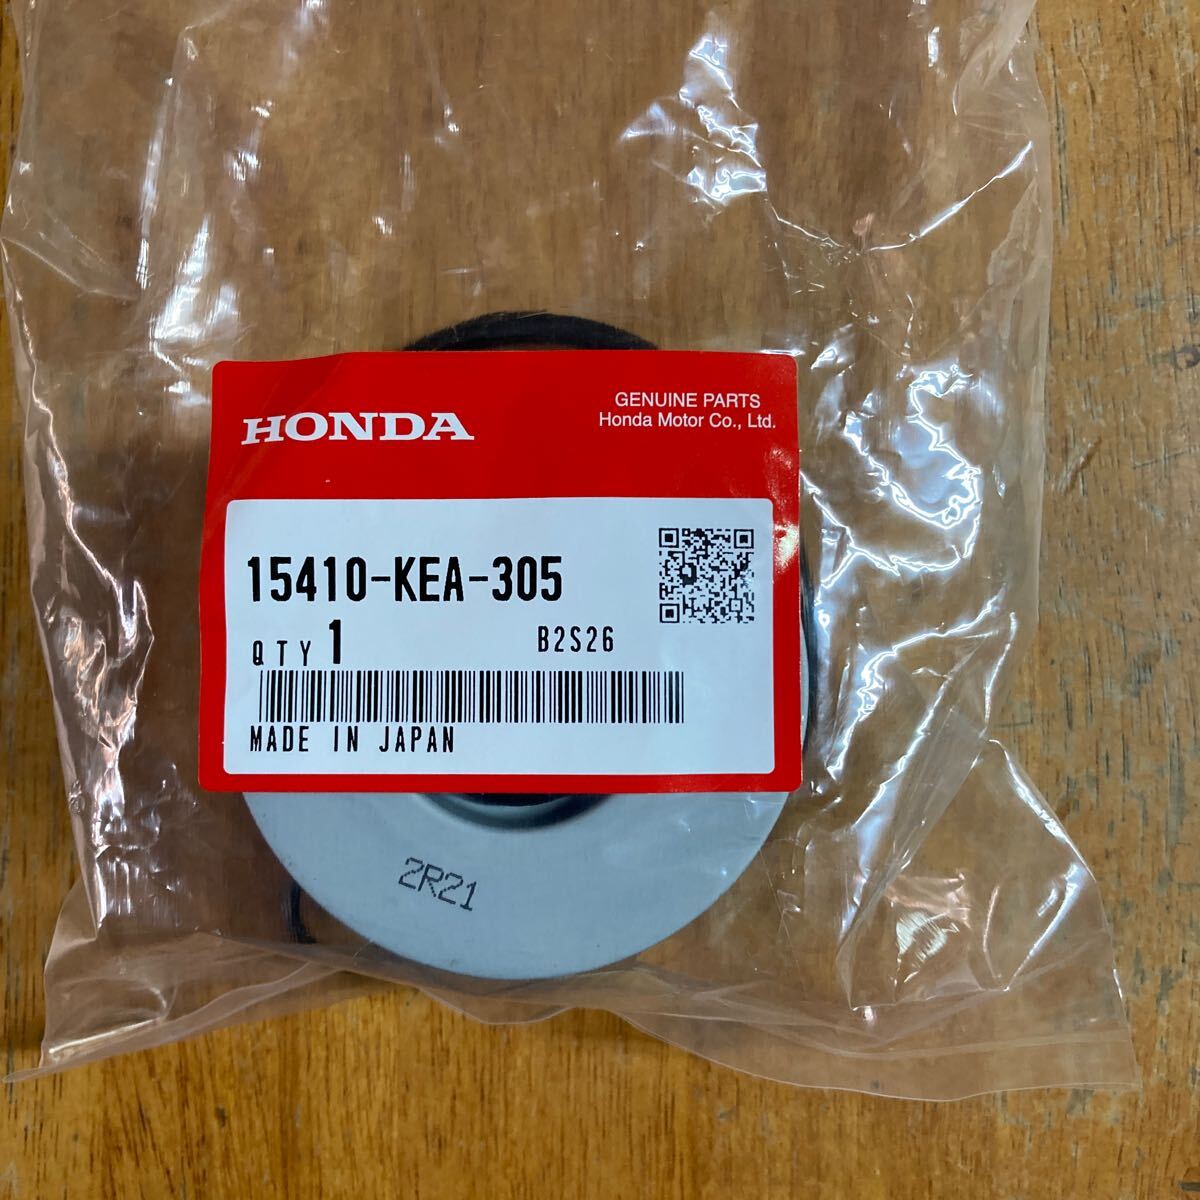 HONDA
GENUINE PARTS
Honda Motor Co., Ltd.
15410-KEA-305
QTY 1 B2S26
MADE IN JAPAN
2R21